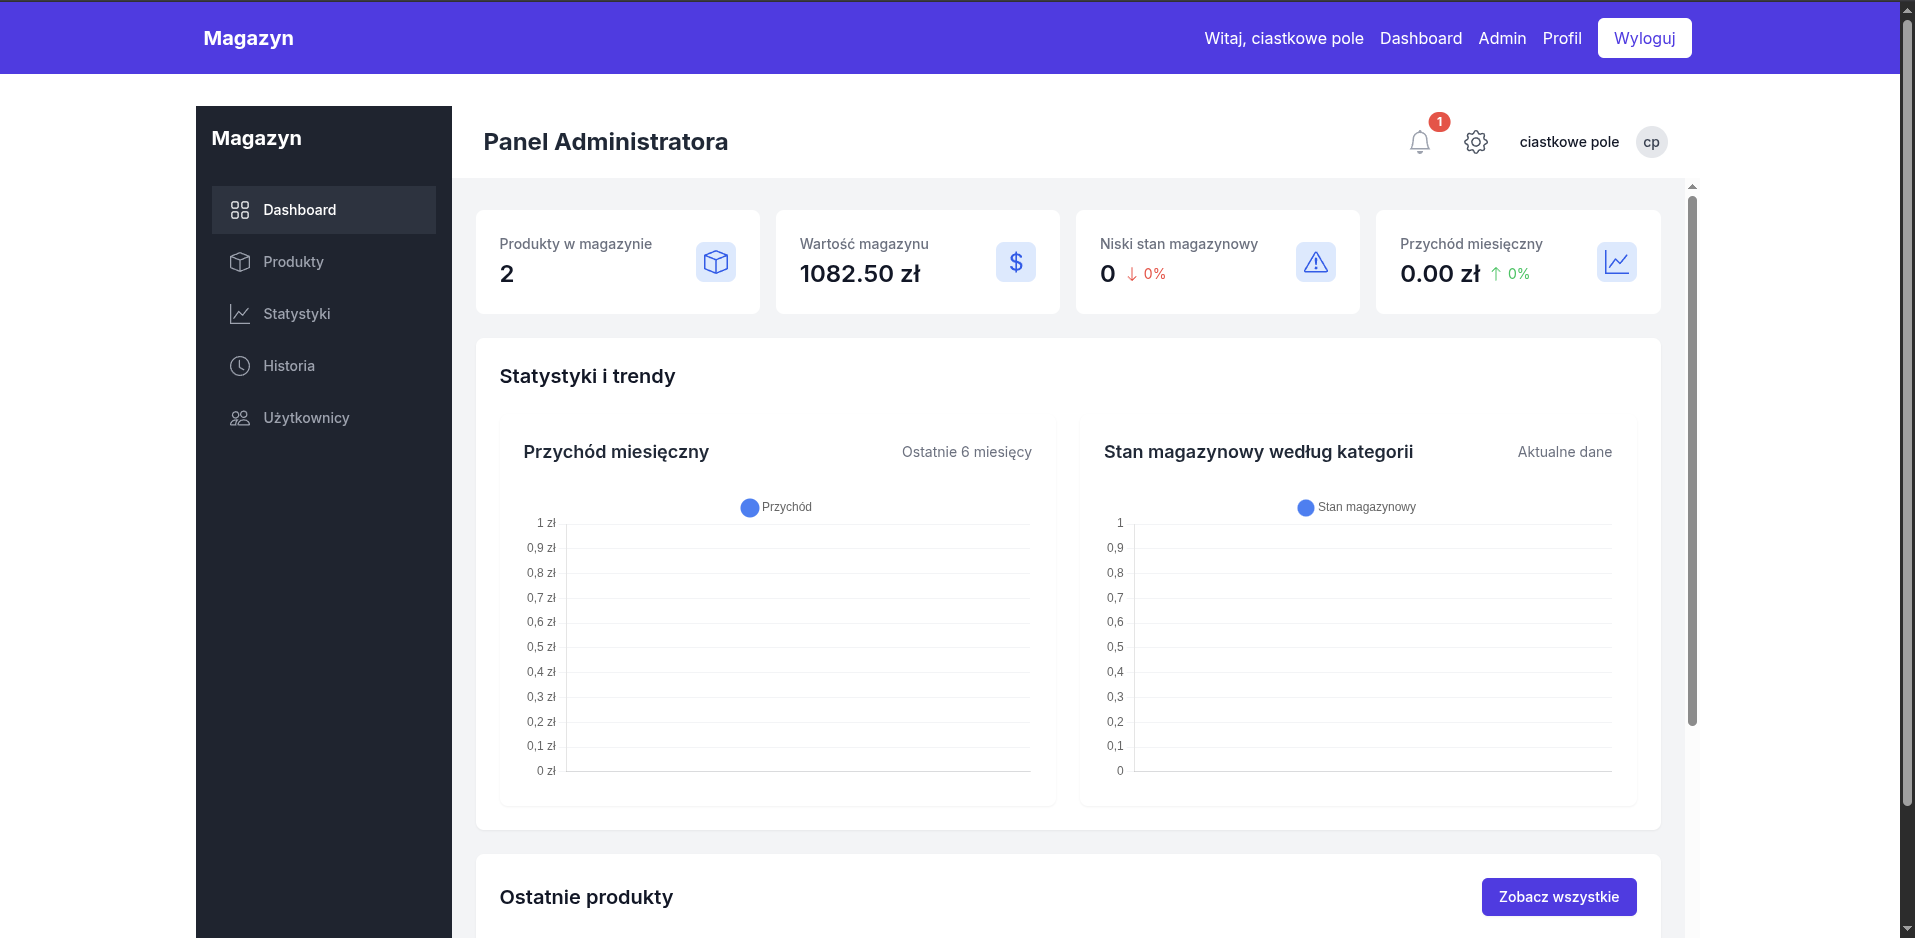 Magazyn
Witaj, ciastkowe pole Dashboard Admin Profil Wyloguj
Magazyn
Dashboard
Produkty
Statystyki
Historia
Użytkownicy
Panel Administratora
1
ciastkowe pole cp
Produkty w magazynie
2
Wartość magazynu
1082.50 zł
$
Niski stan magazynowy
0 ↓ 0%
Przychód miesięczny
0.00 zł ↑ 0%
Statystyki i trendy
Przychód miesięczny Ostatnie 6 miesięcy
Przychód
1 zł
0,9 zł
0,8 zł
0,7 zł
0,6 zł
0,5 zł
0,4 zł
0,3 zł
0,2 zł
0,1 zł
0 zł
Stan magazynowy według kategorii Aktualne dane
Stan magazynowy
1
0,9
0,8
0,7
0,6
0,5
0,4
0,3
0,2
0,1
0
Ostatnie produkty Zobacz wszystkie